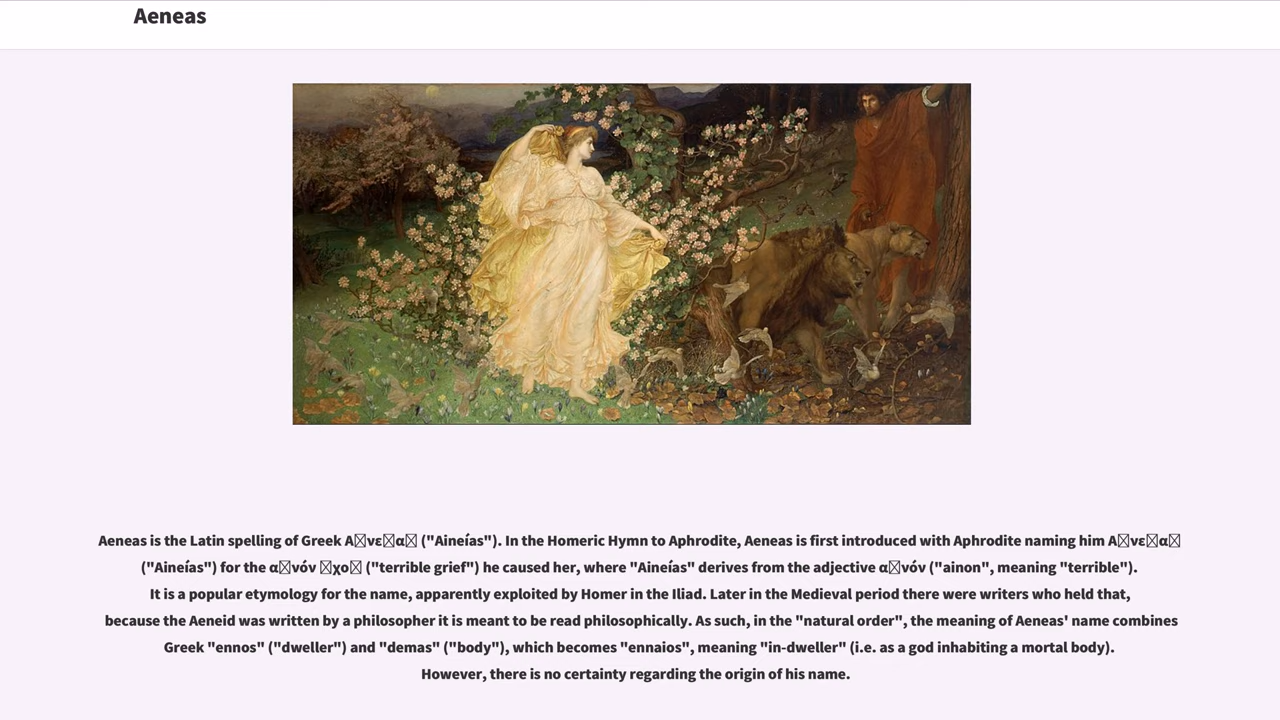 Aeneas
Aeneas is the Latin spelling of Greek Α☒νε☒α☒ ("Aineías"). In the Homeric Hymn to Aphrodite, Aeneas is first introduced with Aphrodite naming him Α☒νε☒α☒
("Aineías") for the α☒νόν ☒χο☒ ("terrible grief") he caused her, where "Aineías" derives from the adjective α☒νόν ("ainon", meaning "terrible").
It is a popular etymology for the name, apparently exploited by Homer in the Iliad. Later in the Medieval period there were writers who held that,
because the Aeneid was written by a philosopher it is meant to be read philosophically. As such, in the "natural order", the meaning of Aeneas' name combines
Greek "ennos" ("dweller") and "demas" ("body"), which becomes "ennaios", meaning "in-dweller" (i.e. as a god inhabiting a mortal body).
However, there is no certainty regarding the origin of his name.